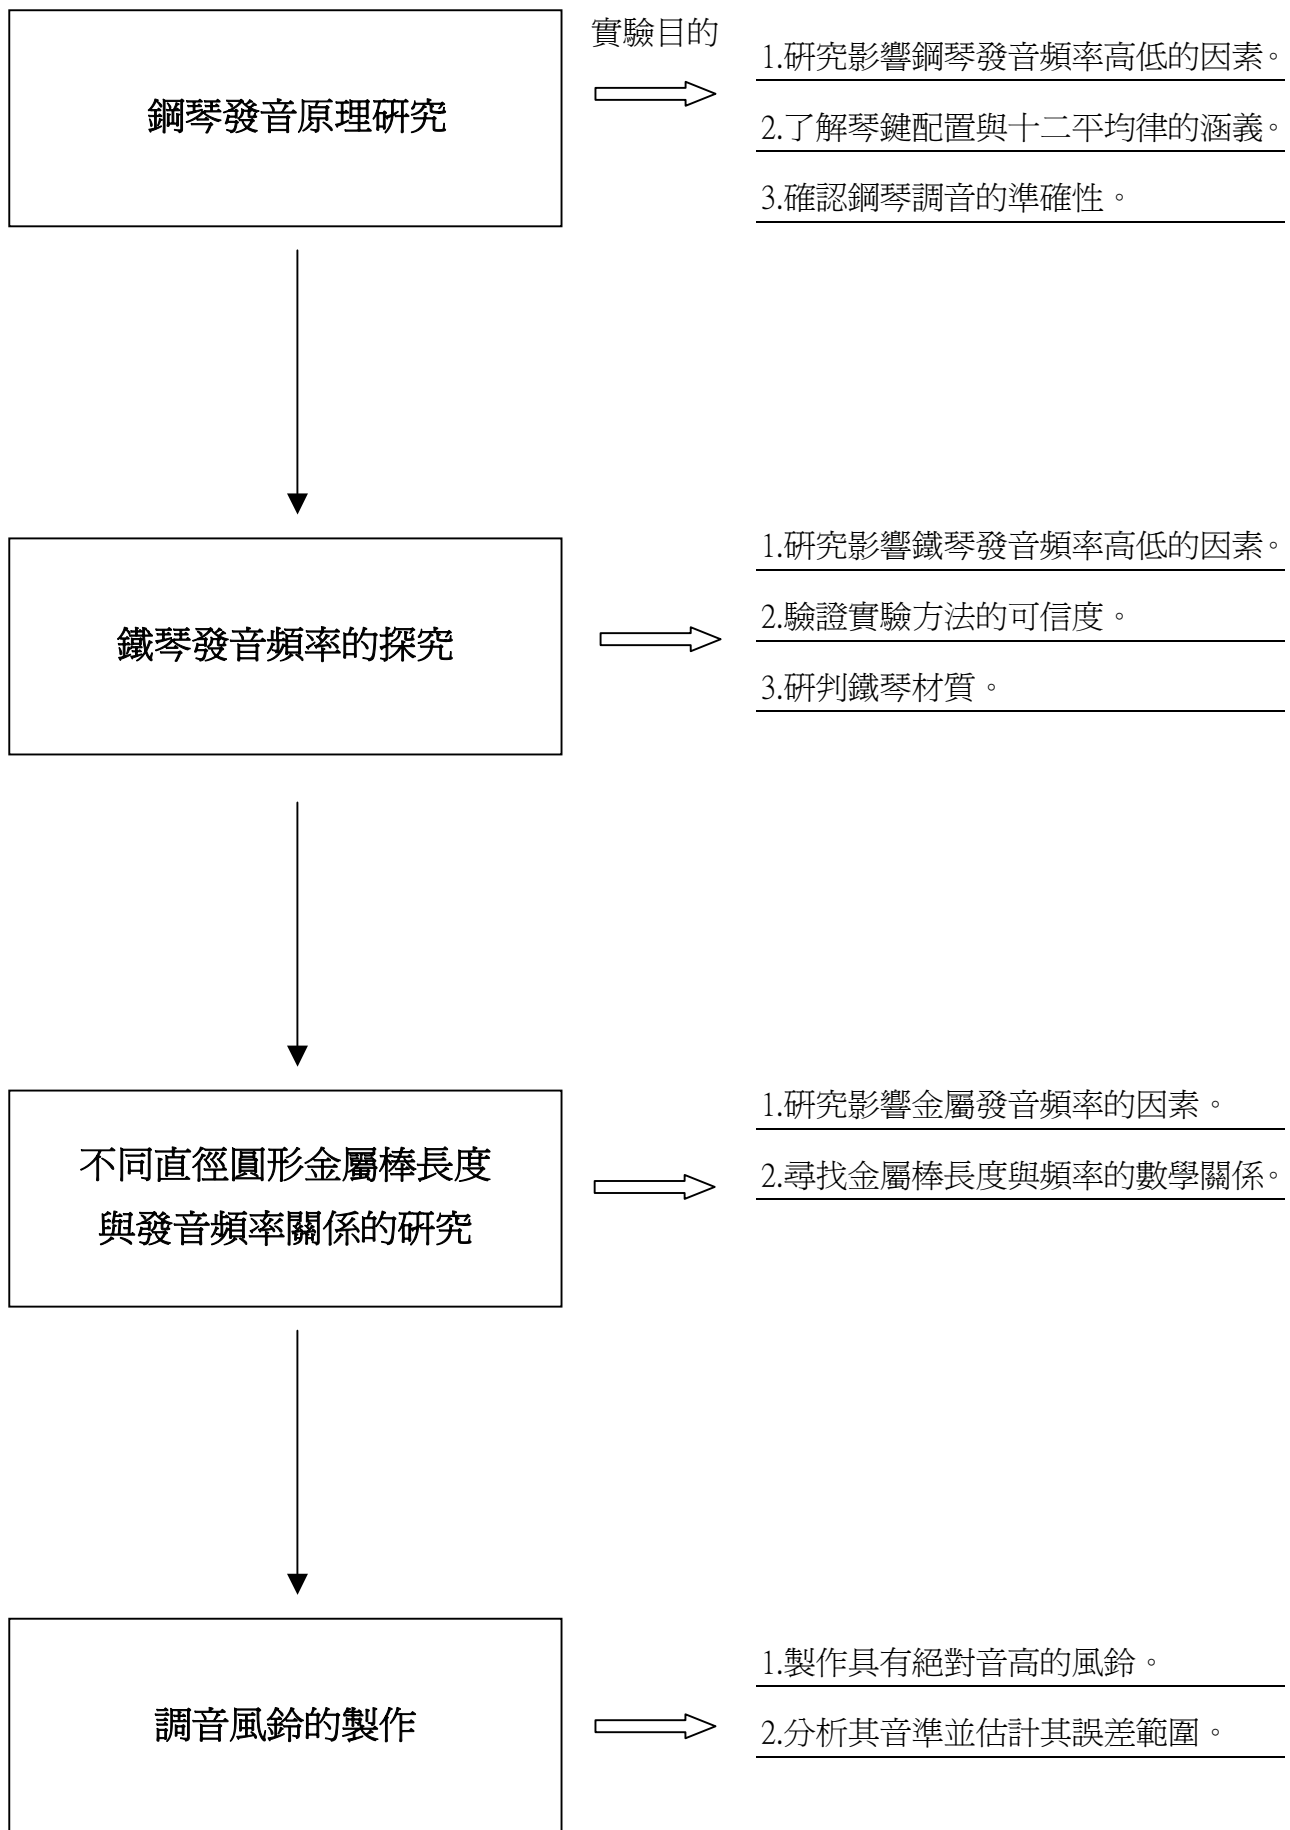 實驗目的
鋼琴發音原理研究
1.研究影響鋼琴發音頻率高低的因素。
2.了解琴鍵配置與十二平均律的涵義。
3.確認鋼琴調音的準確性。
鐵琴發音頻率的探究
1.研究影響鐵琴發音頻率高低的因素。
2.驗證實驗方法的可信度。
3.研判鐵琴材質。
不同直徑圓形金屬棒長度
與發音頻率關係的研究
1.研究影響金屬發音頻率的因素。
2.尋找金屬棒長度與頻率的數學關係。
調音風鈴的製作
1.製作具有絕對音高的風鈴。
2.分析其音準並估計其誤差範圍。